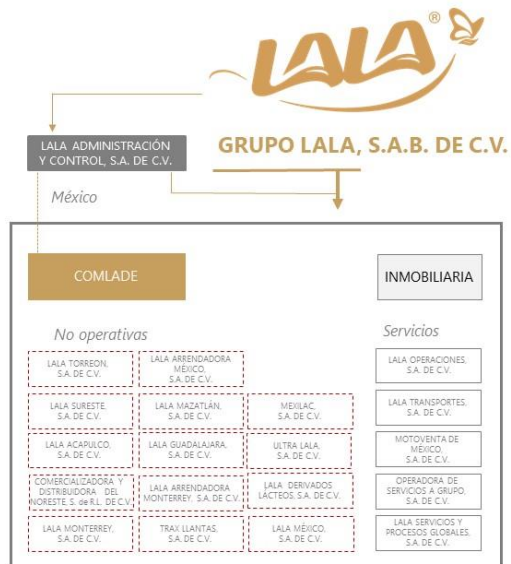 LALA®
GRUPO LALA, S.A.B. DE C.V.
LALA ADMINISTRACIÓN
Y CONTROL, S.A. DE C.V.
México
COMLADE
INMOBILIARIA
No operativas
Servicios
LALA TORREON,
S.A. DE C.V.
LALA ARRENDADORA
MÉXICO,
S.A. DE C.V.
LALA OPERACIONES,
S.A. DE C.V.
LALA SURESTE,
S.A. DE C.V.
LALA MAZATLÁN,
S.A. DE C.V.
MEXILAC,
S.A. DE C.V.
LALA TRANSPORTES,
S.A. DE C.V.
LALA ACAPULCO,
S.A. DE C.V.
LALA GUADALAJARA,
S.A. DE C.V.
ULTRA LALA,
S.A. DE C.V.
MOTOVENTA DE
MÉXICO,
S.A. DE C.V.
COMERCIALIZADORA Y
DISTRIBUIDORA DEL
NORESTE, S. de R.L. DE C.V.
LALA ARRENDADORA
MONTERREY, S.A. DE C.V.
LALA DERIVADOS
LÁCTEOS, S.A. DE C.V.
OPERADORA DE
SERVICIOS A GRUPO,
S.A. DE C.V.
LALA MONTERREY,
S.A. DE C.V.
TRAX LLANTAS,
S.A. DE C.V.
LALA MÉXICO,
S.A. DE C.V.
LALA SERVICIOS Y
PROCESOS GLOBALES,
S.A. DE C.V.